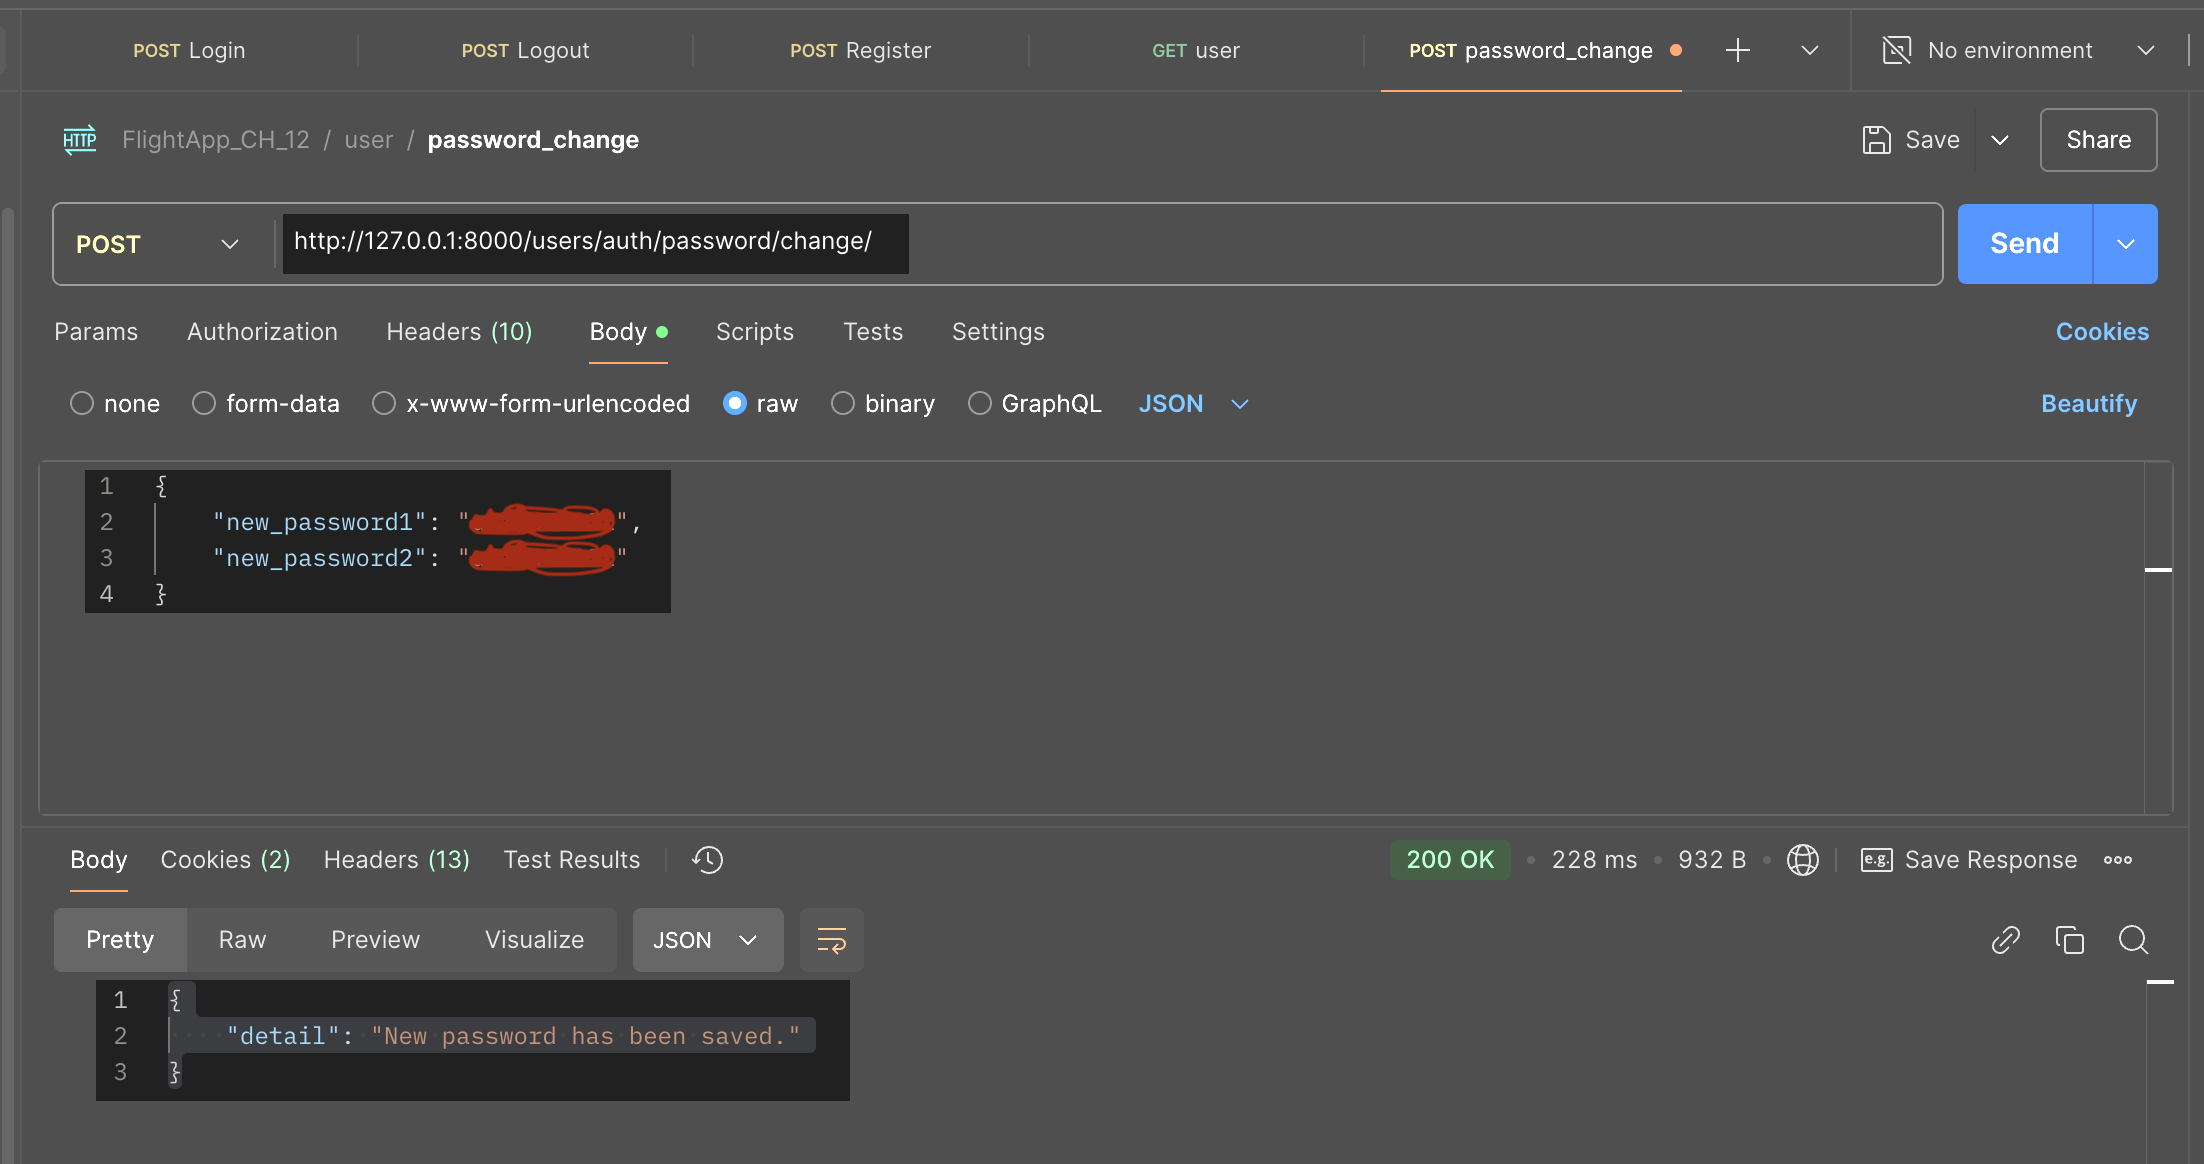 POST Login POST Logout POST Register GET user POST password_change No environment
HTTP FlightApp_CH_12 / user / password_change Save Share
POST http://127.0.0.1:8000/users/auth/password/change/ Send
Params Authorization Headers (10) Body Scripts Tests Settings Cookies
none form-data x-www-form-urlencoded raw binary GraphQL JSON Beautify
1 {
2 "new_password1": "",
3 "new_password2": ""
4 }
Body Cookies (2) Headers (13) Test Results 200 OK • 228 ms • 932 B • e.g. Save Response
Pretty Raw Preview Visualize JSON
1 {
2 "detail": "New password has been saved."
3 }